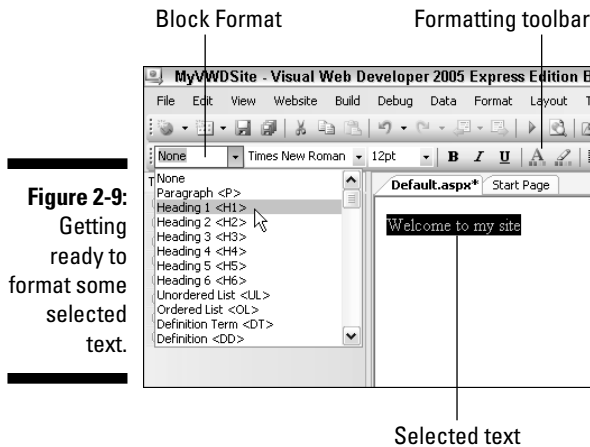 Block Format
Formatting toolbar
MyVWDSite - Visual Web Developer 2005 Express Edition B
File Edit View Website Build Debug Data Format Layout
None Times New Roman 12pt B I U A
Default.aspx* Start Page
None
Paragraph <P>
Heading 1 <H1>
Heading 2 <H2>
Heading 3 <H3>
Heading 4 <H4>
Heading 5 <H5>
Heading 6 <H6>
Unordered List <UL>
Ordered List <OL>
Definition Term <DT>
Definition <DD>
Welcome to my site
Figure 2-9:
Getting
ready to
format some
selected
text.
Selected text